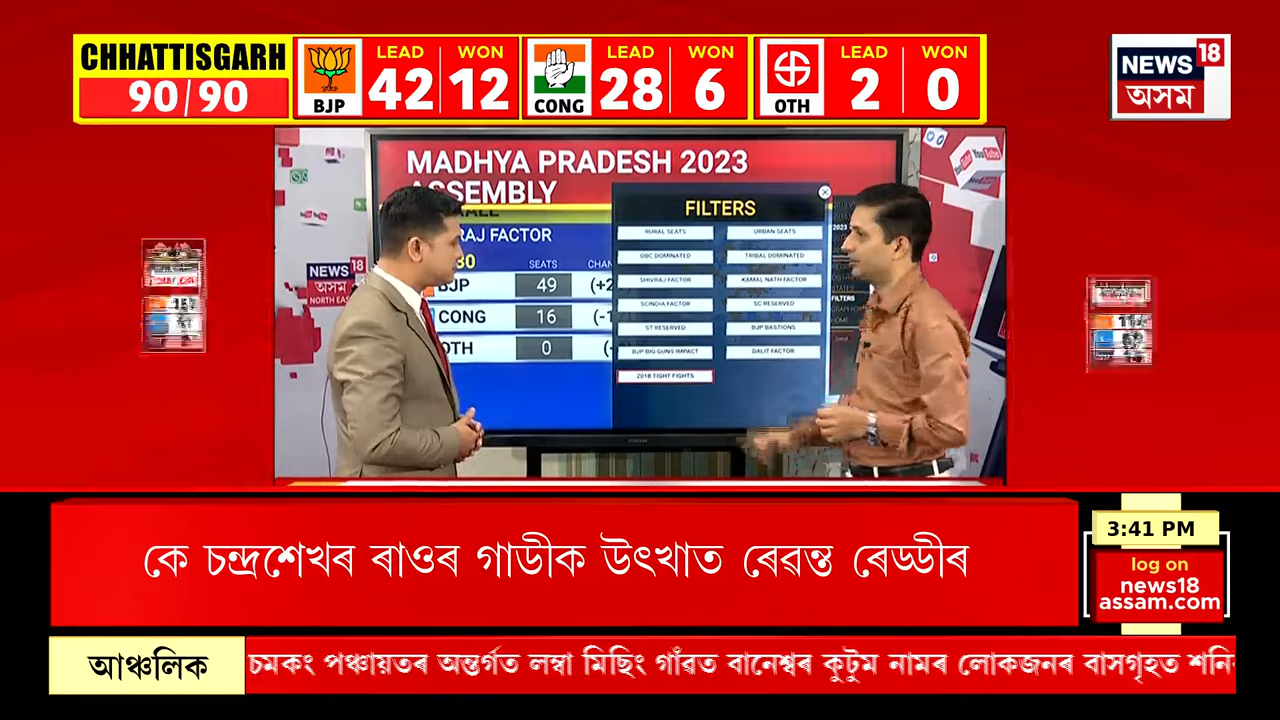 CHHATTISGARH
90/90
BJP
LEAD
42
WON
12
CONG
LEAD
28
WON
6
OTH
LEAD
2
WON
0
NEWS 18
অসম
MADHYA PRADESH 2023
ASSEMBLY
RAJ FACTOR
SEATS
BJP 49
CONG 16
OTH 0
NEWS 18
অসম
FILTERS
RURAL SEATS
URBAN SEATS
OBC DOMINATED
TRIBAL DOMINATED
SHIVRAJ FACTOR
KAMAL NATH FACTOR
SCINDIA FACTOR
SC RESERVED
ST RESERVED
BJP BASTIONS
BJP BIG GUNS IMPACT
DALIT FACTOR
2018 TIGHT FIGHTS
কে চন্দ্ৰশেখৰ ৰাওৰ গাডীক উৎখাত ৰেৱন্ত ৰেড্ডীৰ
3:41 PM
log on
news18
assam.com
আঞ্চলিক
চমকং পঞ্চায়তৰ অন্তৰ্গত লম্বা মিছিং গাঁৱত বানেশ্বৰ কুটুম নামৰ লোকজনৰ বাসগৃহত